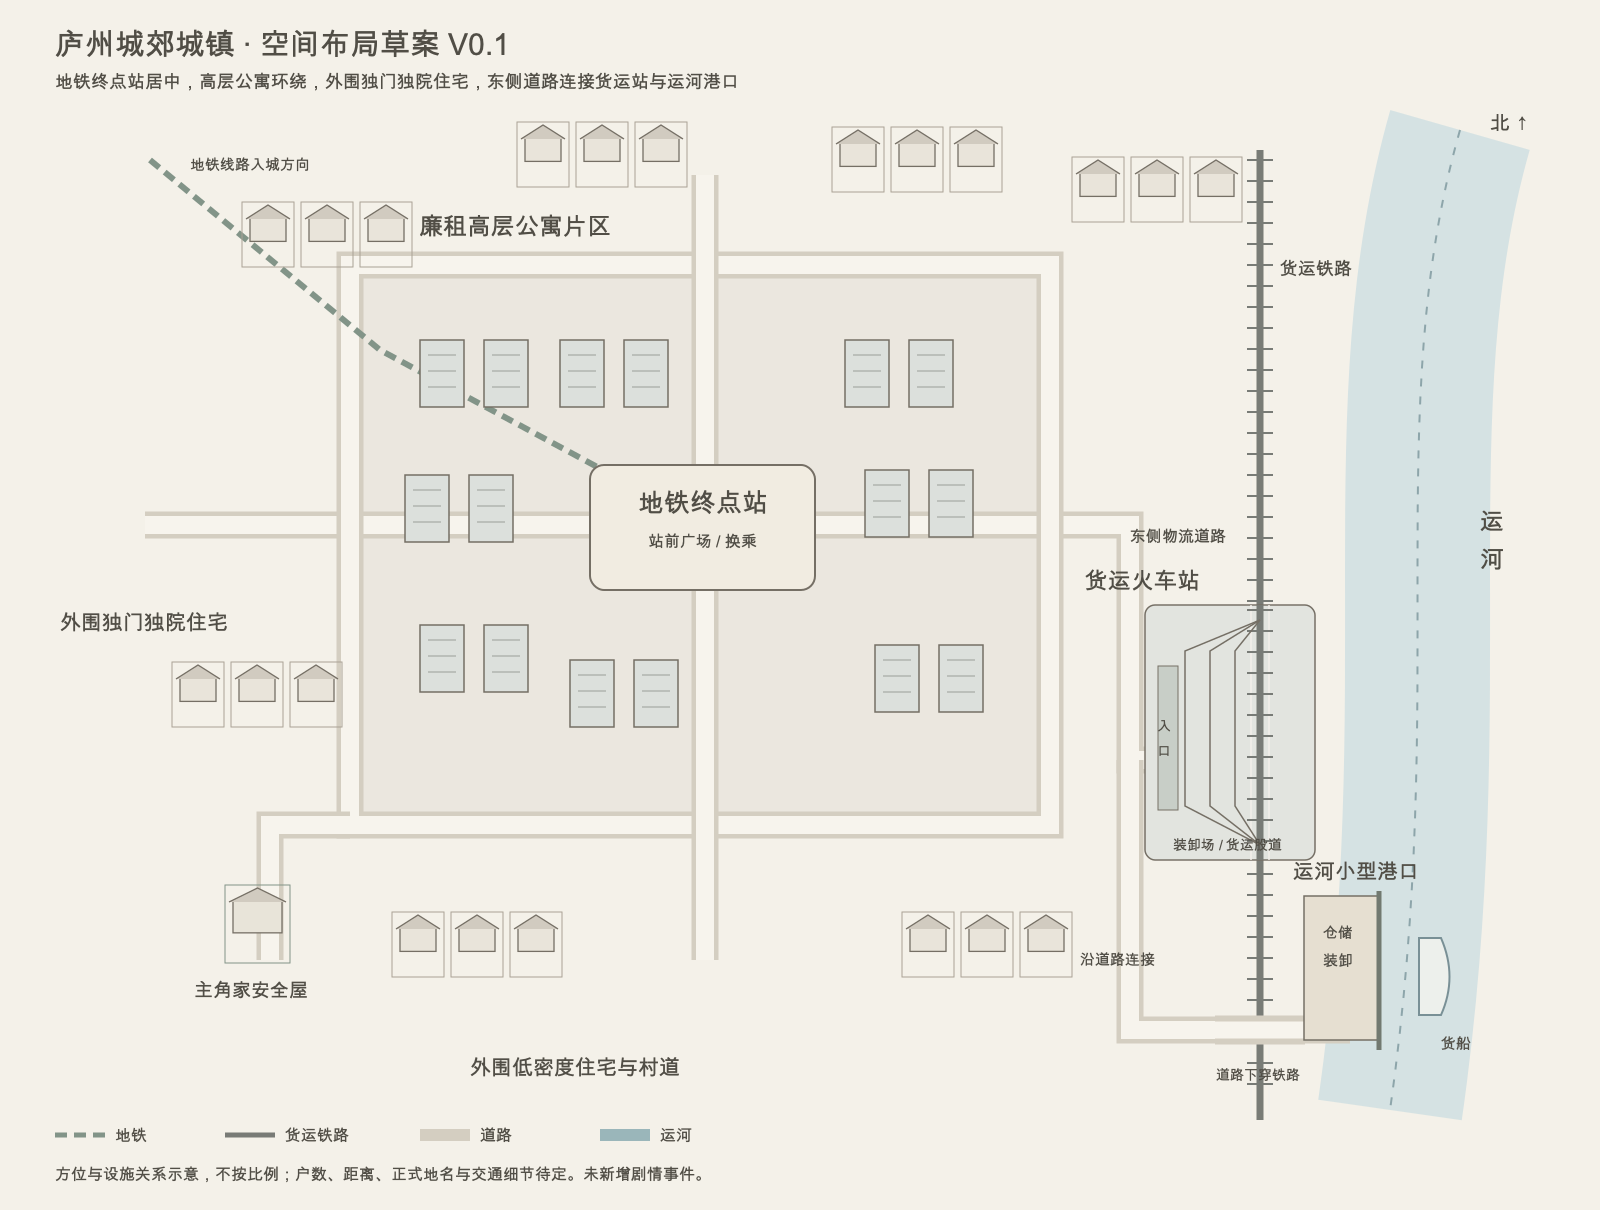 庐州城郊城镇 · 空间布局草案 V0.1
地铁终点站居中，高层公寓环绕，外围独门独院住宅，东侧道路连接货运站与运河港口
北 ↑
地铁线路入城方向
廉租高层公寓片区
货运铁路
地铁终点站
站前广场 / 换乘
东侧物流道路
运
河
货运火车站
外围独门独院住宅
入
口
装卸场 / 货运股道
运河小型港口
仓储
装卸
沿道路连接
主角家安全屋
货船
外围低密度住宅与村道
道路下穿铁路
地铁
货运铁路
道路
运河
方位与设施关系示意，不按比例；户数、距离、正式地名与交通细节待定。未新增剧情事件。